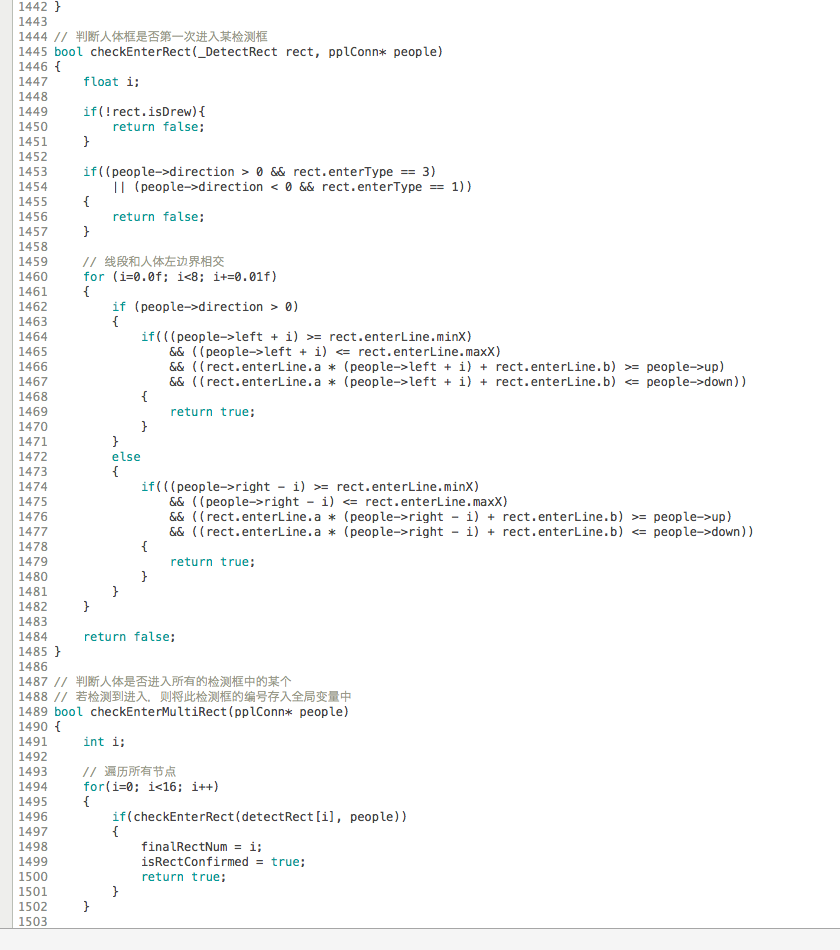 1442 }
1443
1444 // 判断人体框是否第一次进入某检测框
1445 bool checkEnterRect(_DetectRect rect, pplConn* people)
1446 {
1447     float i;
1448
1449     if(!rect.isDrew){
1450         return false;
1451     }
1452
1453     if((people->direction > 0 && rect.enterType == 3)
1454         || (people->direction < 0 && rect.enterType == 1))
1455     {
1456         return false;
1457     }
1458
1459     // 线段和人体左边界相交
1460     for (i=0.0f; i<8; i+=0.01f)
1461     {
1462         if (people->direction > 0)
1463         {
1464             if(((people->left + i) >= rect.enterLine.minX)
1465                 && ((people->left + i) <= rect.enterLine.maxX)
1466                 && ((rect.enterLine.a * (people->left + i) + rect.enterLine.b) >= people->up)
1467                 && ((rect.enterLine.a * (people->left + i) + rect.enterLine.b) <= people->down))
1468             {
1469                 return true;
1470             }
1471         }
1472         else
1473         {
1474             if(((people->right - i) >= rect.enterLine.minX)
1475                 && ((people->right - i) <= rect.enterLine.maxX)
1476                 && ((rect.enterLine.a * (people->right - i) + rect.enterLine.b) >= people->up)
1477                 && ((rect.enterLine.a * (people->right - i) + rect.enterLine.b) <= people->down))
1478             {
1479                 return true;
1480             }
1481         }
1482     }
1483
1484     return false;
1485 }
1486
1487 // 判断人体是否进入所有的检测框中的某个
1488 // 若检测到进入，则将此检测框的编号存入全局变量中
1489 bool checkEnterMultiRect(pplConn* people)
1490 {
1491     int i;
1492
1493     // 遍历所有节点
1494     for(i=0; i<16; i++)
1495     {
1496         if(checkEnterRect(detectRect[i], people))
1497         {
1498             finalRectNum = i;
1499             isRectConfirmed = true;
1500             return true;
1501         }
1502     }
1503